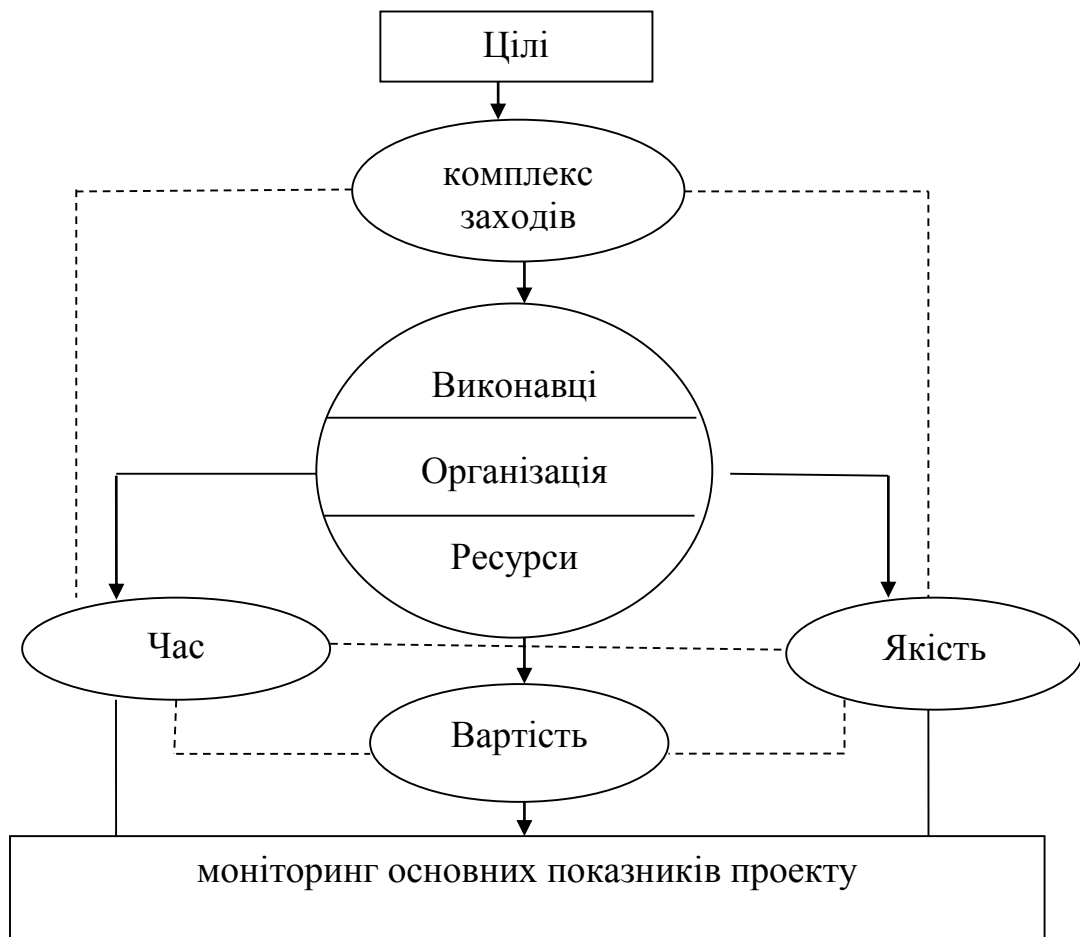 Цілі
комплекс
заходів
Виконавці
Організація
Ресурси
Час
Якість
Вартість
моніторинг основних показників проекту